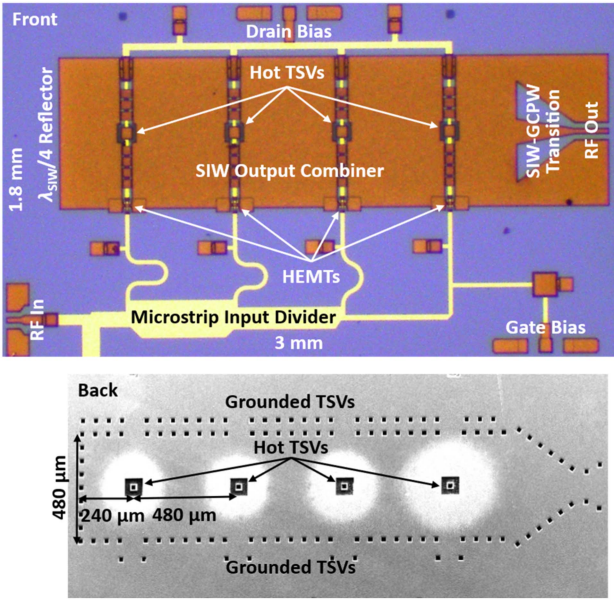 Front
Drain Bias
Hot TSVs
λSIW/4 Reflector
1.8 mm
SIW Output Combiner
SIW-GCPW
Transition
RF Out
HEMTs
RF In
Microstrip Input Divider
3 mm
Gate Bias
Back
Grounded TSVs
Hot TSVs
480 μm
240 μm
480 μm
Grounded TSVs